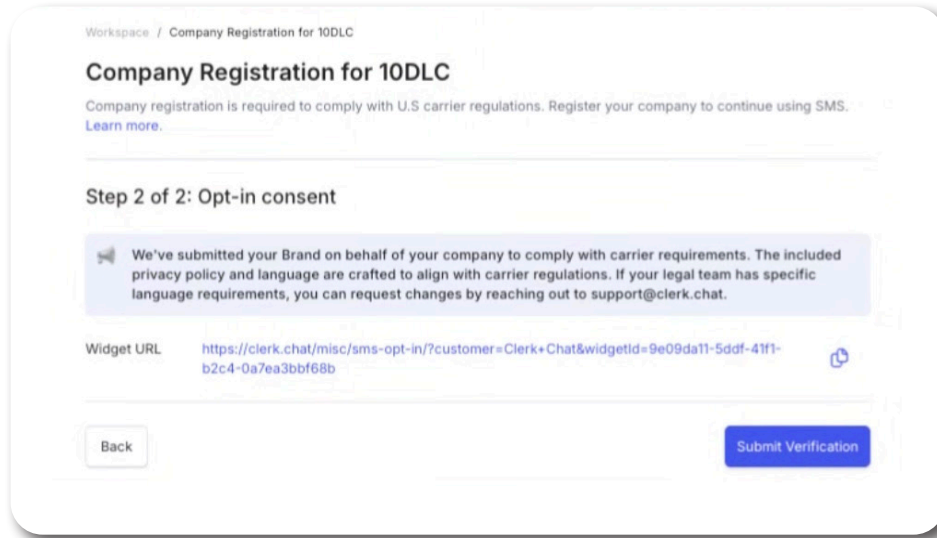 Workspace / Company Registration for 10DLC
Company Registration for 10DLC
Company registration is required to comply with U.S carrier regulations. Register your company to continue using SMS.
Learn more.
Step 2 of 2: Opt-in consent
We've submitted your Brand on behalf of your company to comply with carrier requirements. The included
privacy policy and language are crafted to align with carrier regulations. If your legal team has specific
language requirements, you can request changes by reaching out to support@clerk.chat.
Widget URL https://clerk.chat/misc/sms-opt-in/?customer=Clerk+Chat&widgetId=9e09da11-5ddf-41f1-
b2c4-0a7ea3bbf68b
Back Submit Verification